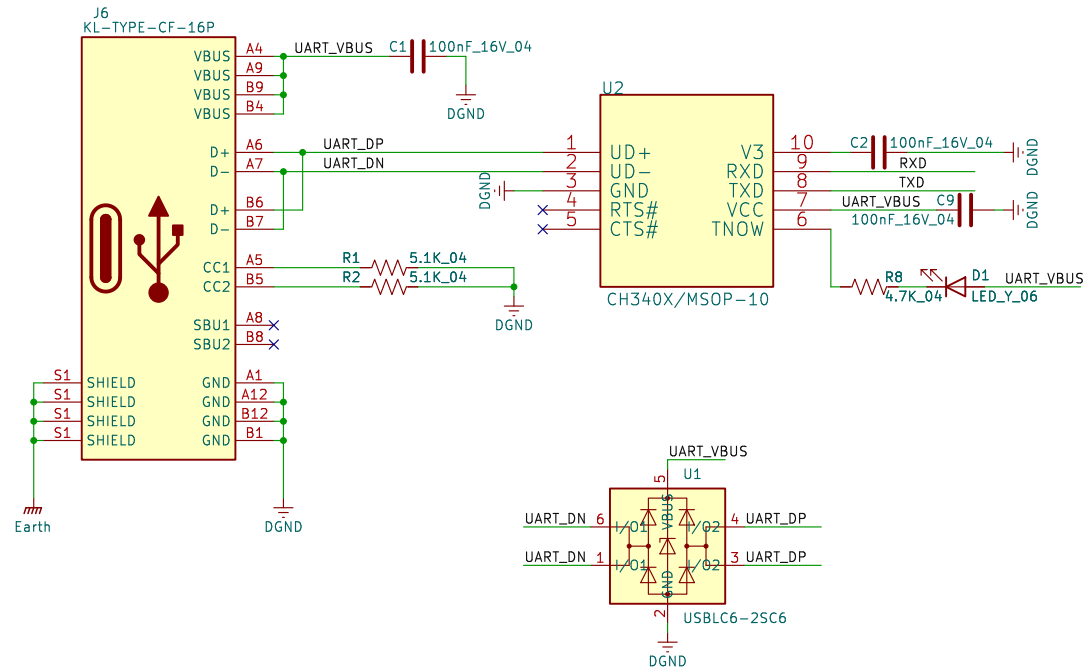 J6
KL-TYPE-CF-16P
VBUS A4
VBUS A9
VBUS B9
VBUS B4
D+ A6
D- A7
D+ B6
D- B7
CC1 A5
CC2 B5
SBU1 A8
SBU2 B8
S1 SHIELD GND A1
S1 SHIELD GND A12
S1 SHIELD GND B12
S1 SHIELD GND B1
Earth
DGND
UART_VBUS
C1 100nF_16V_04
DGND
UART_DP
UART_DN
R1 5.1K_04
R2 5.1K_04
DGND
U2
1 UD+ V3 10
2 UD- RXD 9
3 GND TXD 8
4 RTS# VCC 7
5 CTS# TNOW 6
CH340X/MSOP-10
DGND
C2 100nF_16V_04
DGND
RXD
TXD
UART_VBUS C9
100nF_16V_04
DGND
R8
4.7K_04
D1
LED_Y_06
UART_VBUS
UART_VBUS
5 U1
VBUS
UART_DN 6 I/O1 I/O2 4 UART_DP
UART_DN 1 I/O1 I/O2 3 UART_DP
GND
2 USBLC6-2SC6
DGND